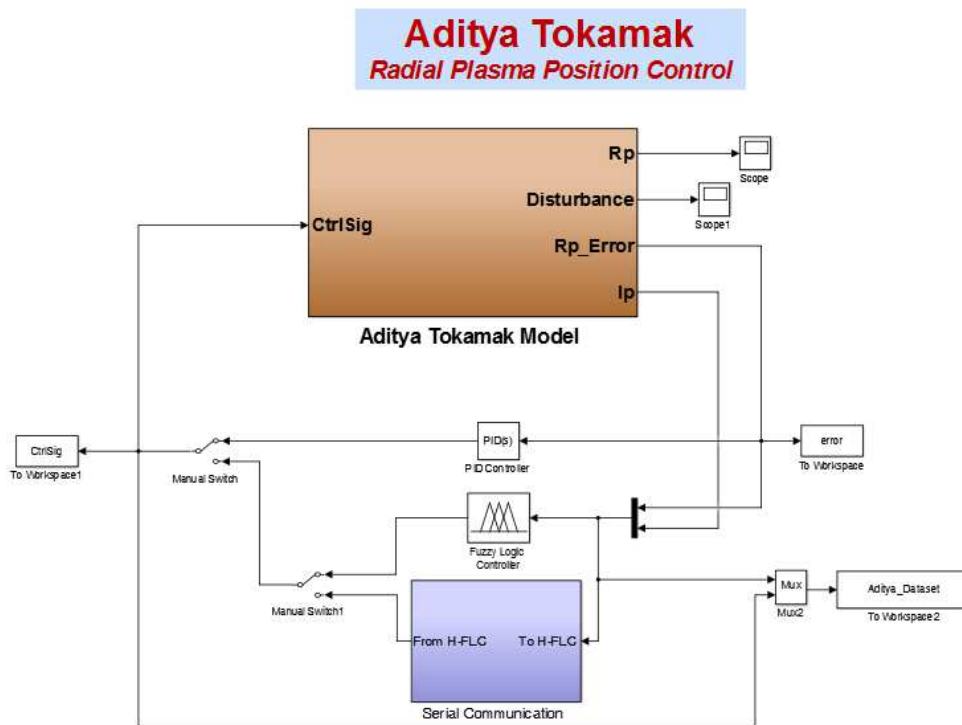 Aditya Tokamak
Radial Plasma Position Control
Rp
Scope
Disturbance
Scope1
CtrlSig
Rp_Error
Ip
Aditya Tokamak Model
CtrlSig
To Workspace1
Manual Switch
PID(s)
PID Controller
error
To Workspace
Fuzzy Logic
Controller
Manual Switch1
Mux
Mux2
Aditya_Dataset
To Workspace2
From H-FLC
To H-FLC
Serial Communication